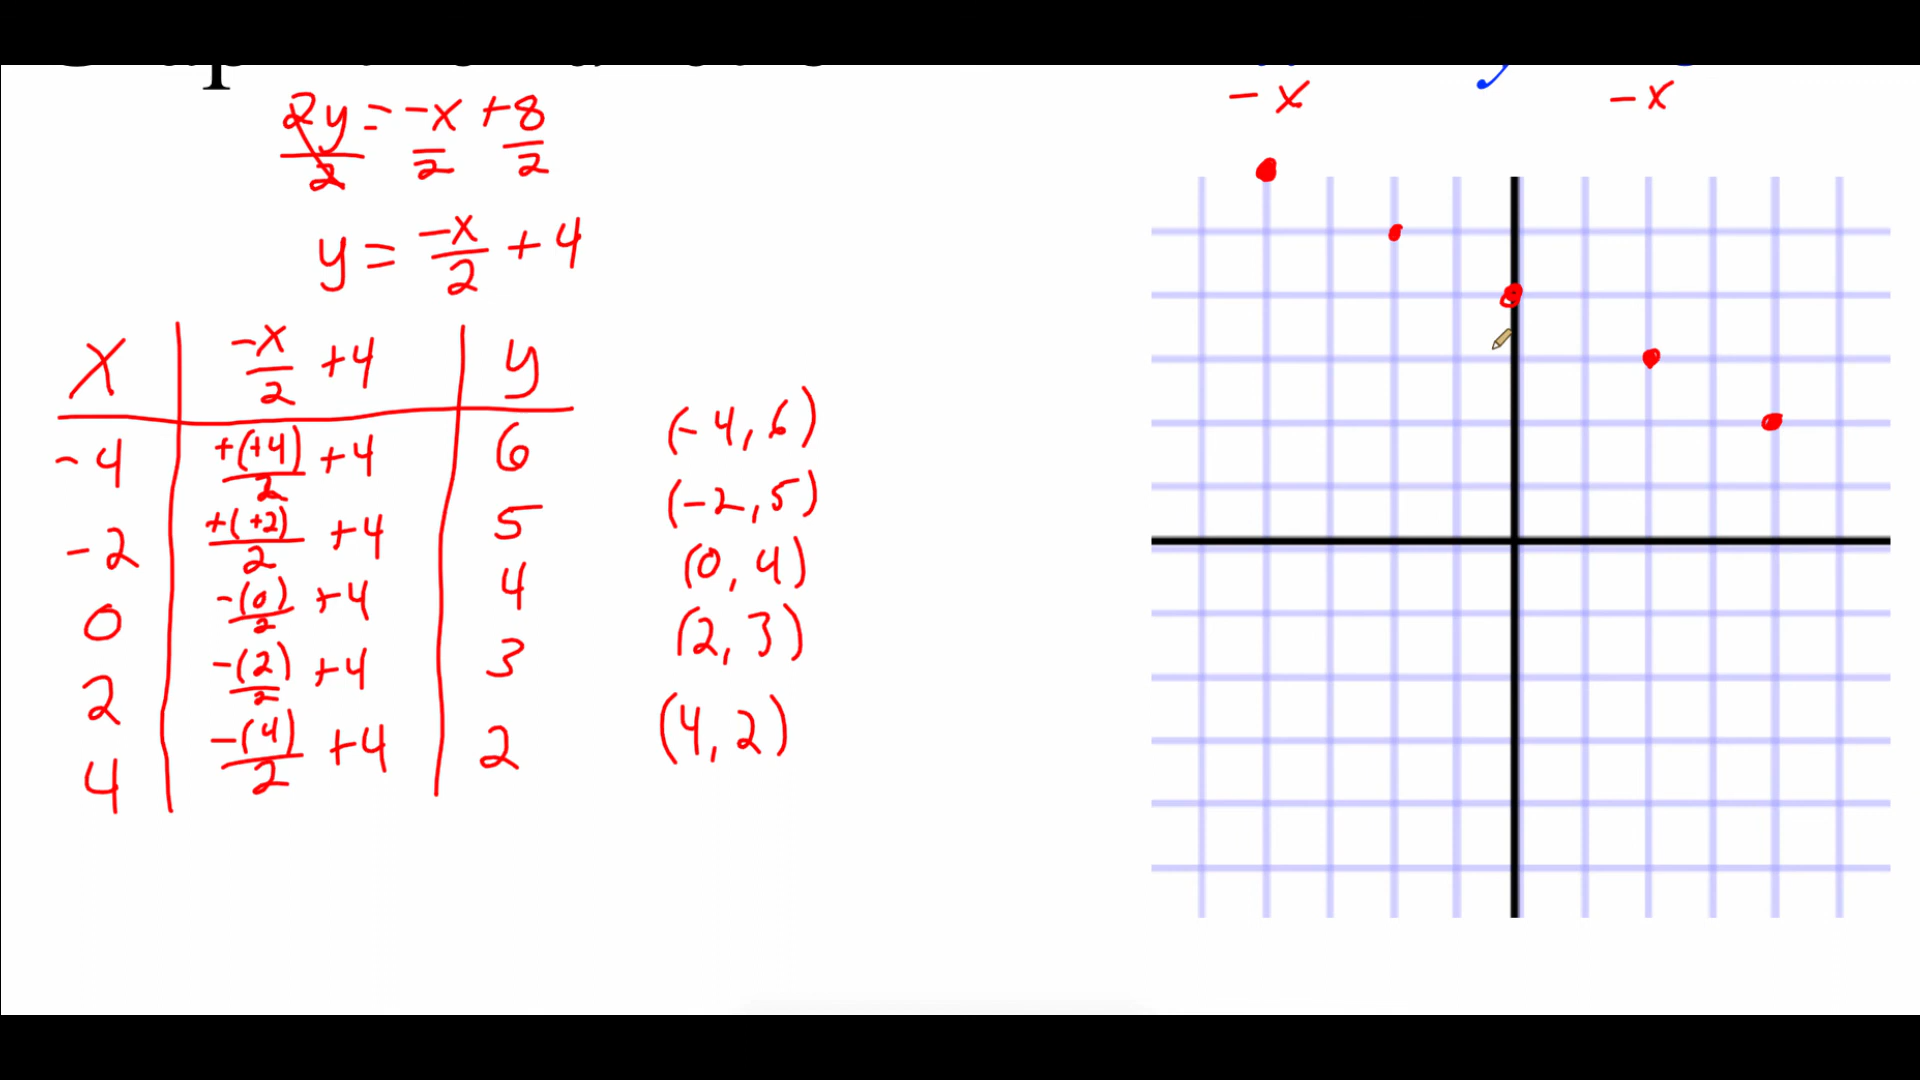 -x -x
2y = -x + 8
2 2 2
y = -x/2 + 4
x | -x/2 + 4 | y
-4 | +(+4)/2 + 4 | 6 (-4, 6)
-2 | +(+2)/2 + 4 | 5 (-2, 5)
0 | -(0)/2 + 4 | 4 (0, 4)
2 | -(2)/2 + 4 | 3 (2, 3)
4 | -(4)/2 + 4 | 2 (4, 2)